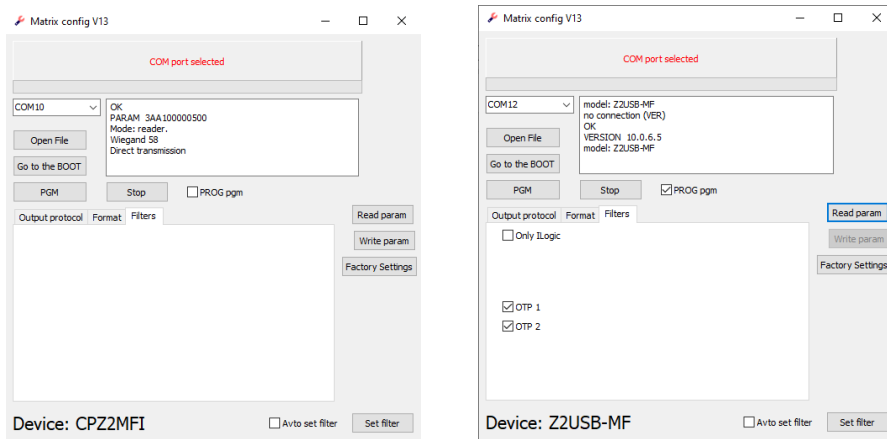 Matrix config V13
COM port selected
COM10
OK
PARAM 3AA100000500
Mode: reader.
Wiegand 58
Direct transmission
Open File
Go to the BOOT
PGM
Stop
PROG pgm
Output protocol
Format
Filters
Read param
Write param
Factory Settings
Device: CPZ2MFI
Avto set filter
Set filter
Matrix config V13
COM port selected
COM12
model: Z2USB-MF
no connection (VER)
OK
VERSION 10.0.6.5
model: Z2USB-MF
Open File
Go to the BOOT
PGM
Stop
PROG pgm
Output protocol
Format
Filters
Only ILogic
OTP 1
OTP 2
Read param
Write param
Factory Settings
Device: Z2USB-MF
Avto set filter
Set filter